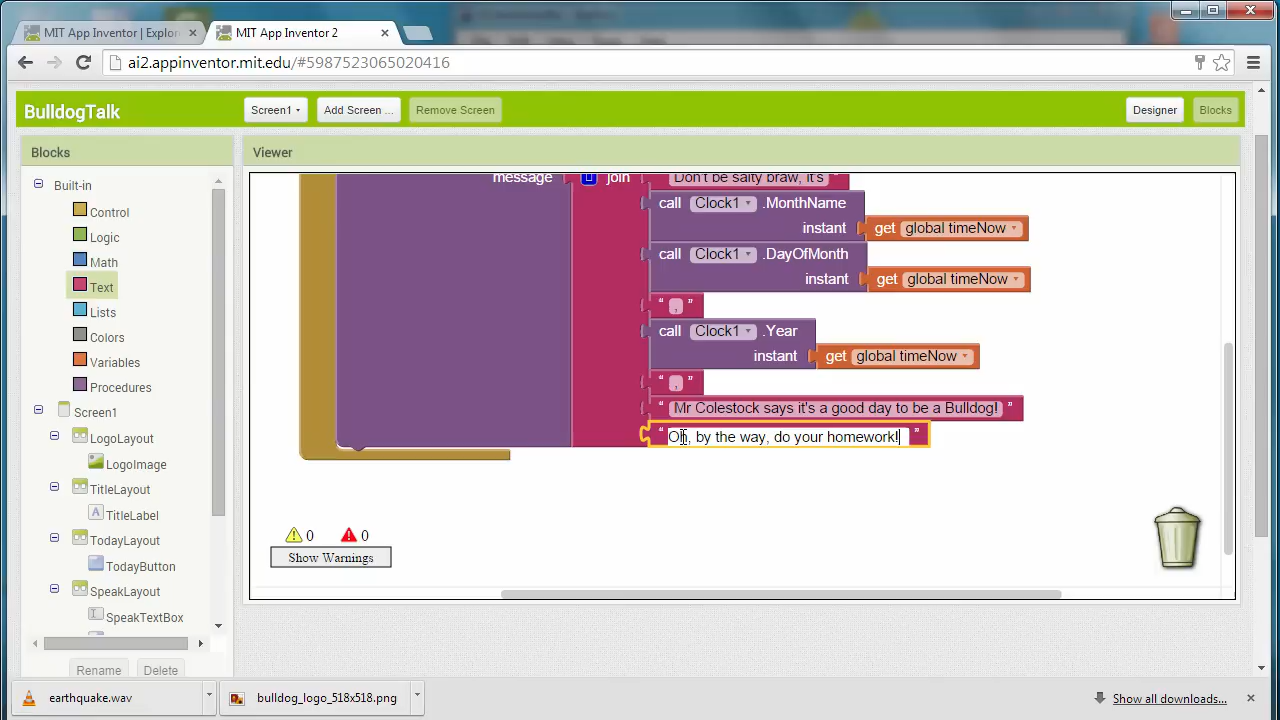 MIT App Inventor | Explor
MIT App Inventor 2
ai2.appinventor.mit.edu/#5987523065020416
BulldogTalk
Screen1
Add Screen ...
Remove Screen
Designer
Blocks
Blocks
Viewer
Built-in
Control
Logic
Math
Text
Lists
Colors
Variables
Procedures
Screen1
LogoLayout
LogoImage
TitleLayout
A TitleLabel
TodayLayout
TodayButton
SpeakLayout
SpeakTextBox
Rename
Delete
message
join
“ Don't be salty braw, it's ”
call Clock1 .MonthName
instant
get global timeNow
call Clock1 .DayOfMonth
instant
get global timeNow
“ , ”
call Clock1 .Year
instant
get global timeNow
“ , ”
“ Mr Colestock says it's a good day to be a Bulldog! ”
“ Oh, by the way, do your homework! ”
0
0
Show Warnings
earthquake.wav
bulldog_logo_518x518.png
Show all downloads...